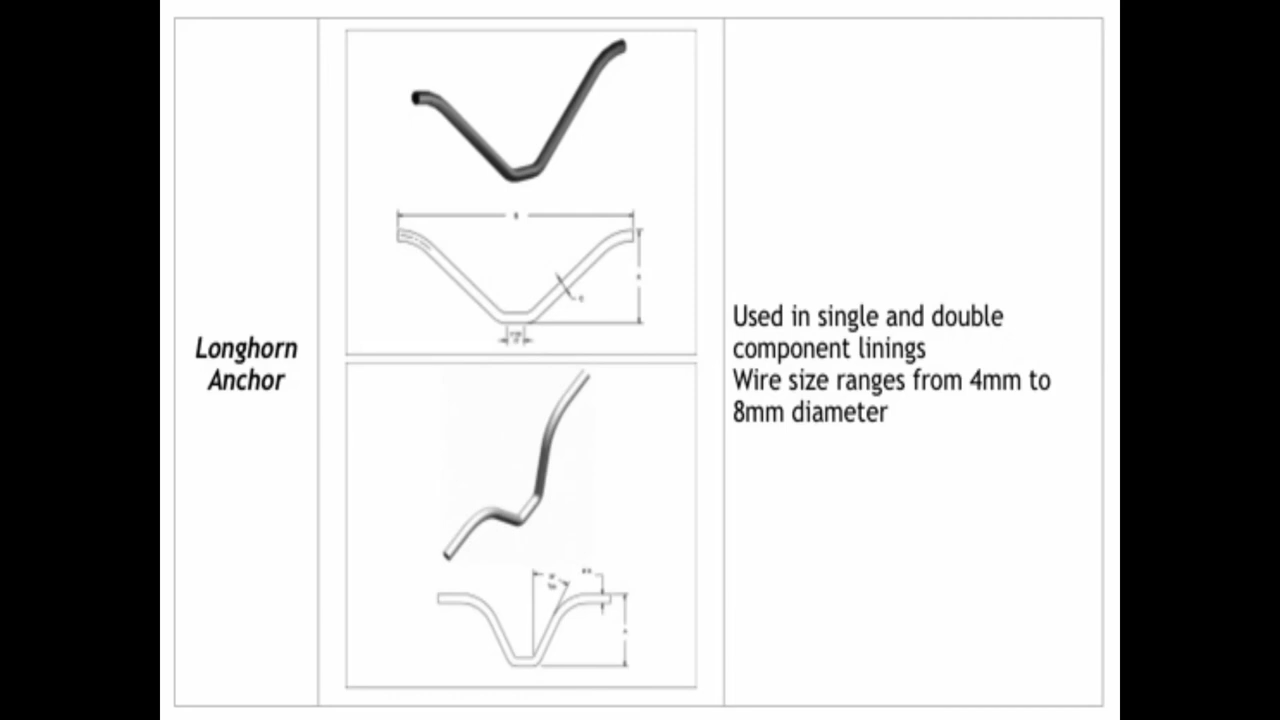 Longhorn
Anchor
Used in single and double
component linings
Wire size ranges from 4mm to
8mm diameter